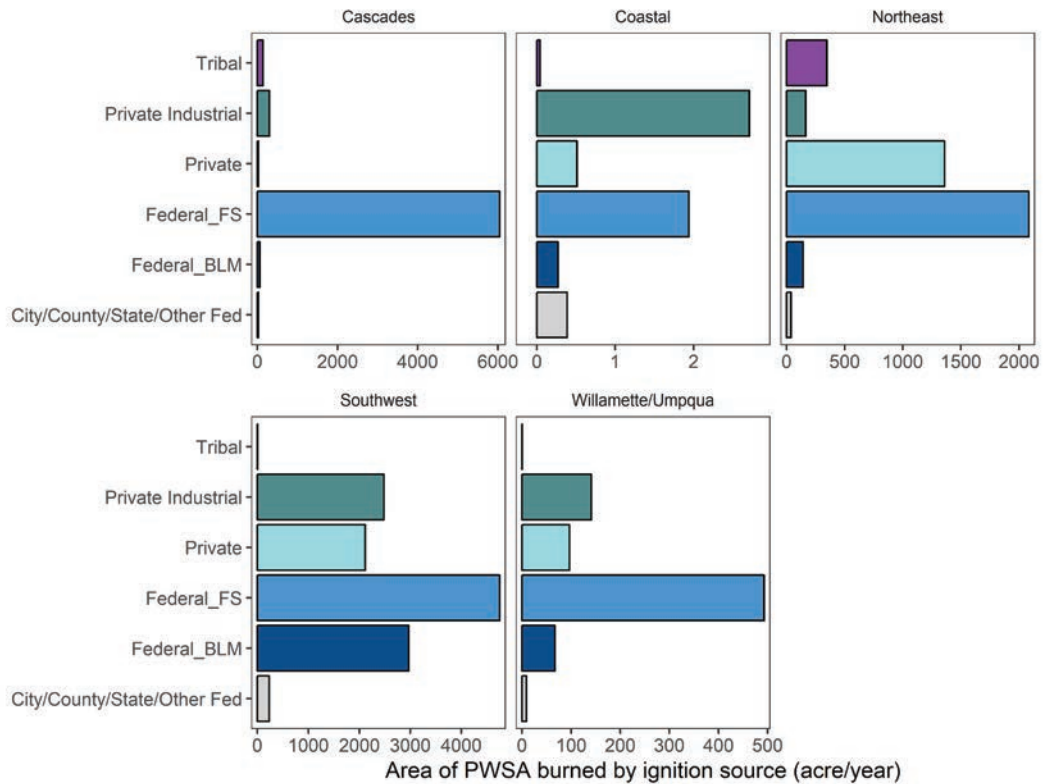 Cascades
Coastal
Northeast
Tribal
Private Industrial
Private
Federal_FS
Federal_BLM
City/County/State/Other Fed
0 2000 4000 6000
0 1 2
0 500 1000 1500 2000
Southwest
Willamette/Umpqua
Tribal
Private Industrial
Private
Federal_FS
Federal_BLM
City/County/State/Other Fed
0 1000 2000 3000 4000
0 100 200 300 400 500
Area of PWSA burned by ignition source (acre/year)